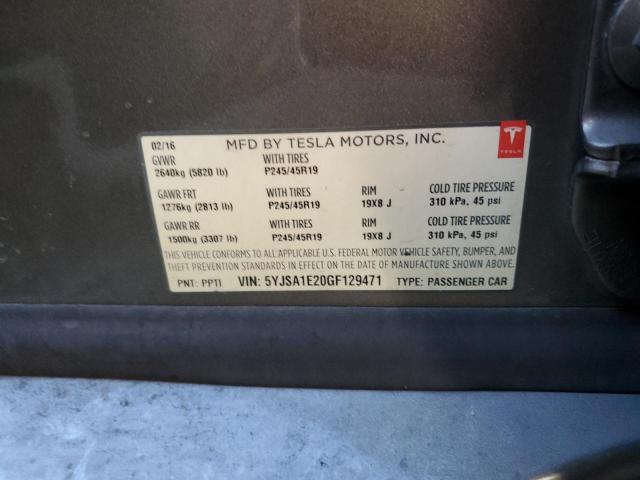 02/16 MFD BY TESLA MOTORS, INC.
GVWR WITH TIRES
2640kg (5820 lb) P245/45R19
GAWR FRT WITH TIRES RIM COLD TIRE PRESSURE
1276kg (2813 lb) P245/45R19 19X8 J 310 kPa, 45 psi
GAWR RR WITH TIRES RIM COLD TIRE PRESSURE
1500kg (3307 lb) P245/45R19 19X8 J 310 kPa, 45 psi
THIS VEHICLE CONFORMS TO ALL APPLICABLE U.S. FEDERAL MOTOR VEHICLE SAFETY, BUMPER, AND
THEFT PREVENTION STANDARDS IN EFFECT ON THE DATE OF MANUFACTURE SHOWN ABOVE.
PNT: PPTI VIN: 5YJSA1E20GF129471 TYPE: PASSENGER CAR
TESLA